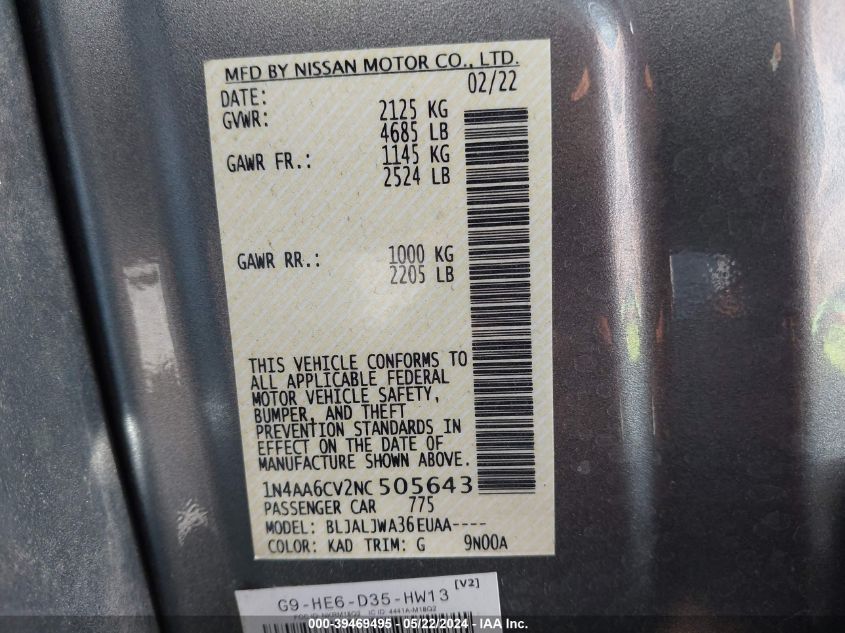 MFD BY NISSAN MOTOR CO., LTD.
DATE: 02/22
GVWR: 2125 KG
4685 LB
GAWR FR.: 1145 KG
2524 LB
GAWR RR.: 1000 KG
2205 LB
THIS VEHICLE CONFORMS TO
ALL APPLICABLE FEDERAL
MOTOR VEHICLE SAFETY,
BUMPER, AND THEFT
PREVENTION STANDARDS IN
EFFECT ON THE DATE OF
MANUFACTURE SHOWN ABOVE.
1N4AA6CV2NC505643
PASSENGER CAR 775
MODEL: BLJALJWA36EUAA----
COLOR: KAD TRIM: G 9N00A
G9-HE6-D35-HW13 [V2]
000-39469495 - 05/22/2024 - IAA Inc.